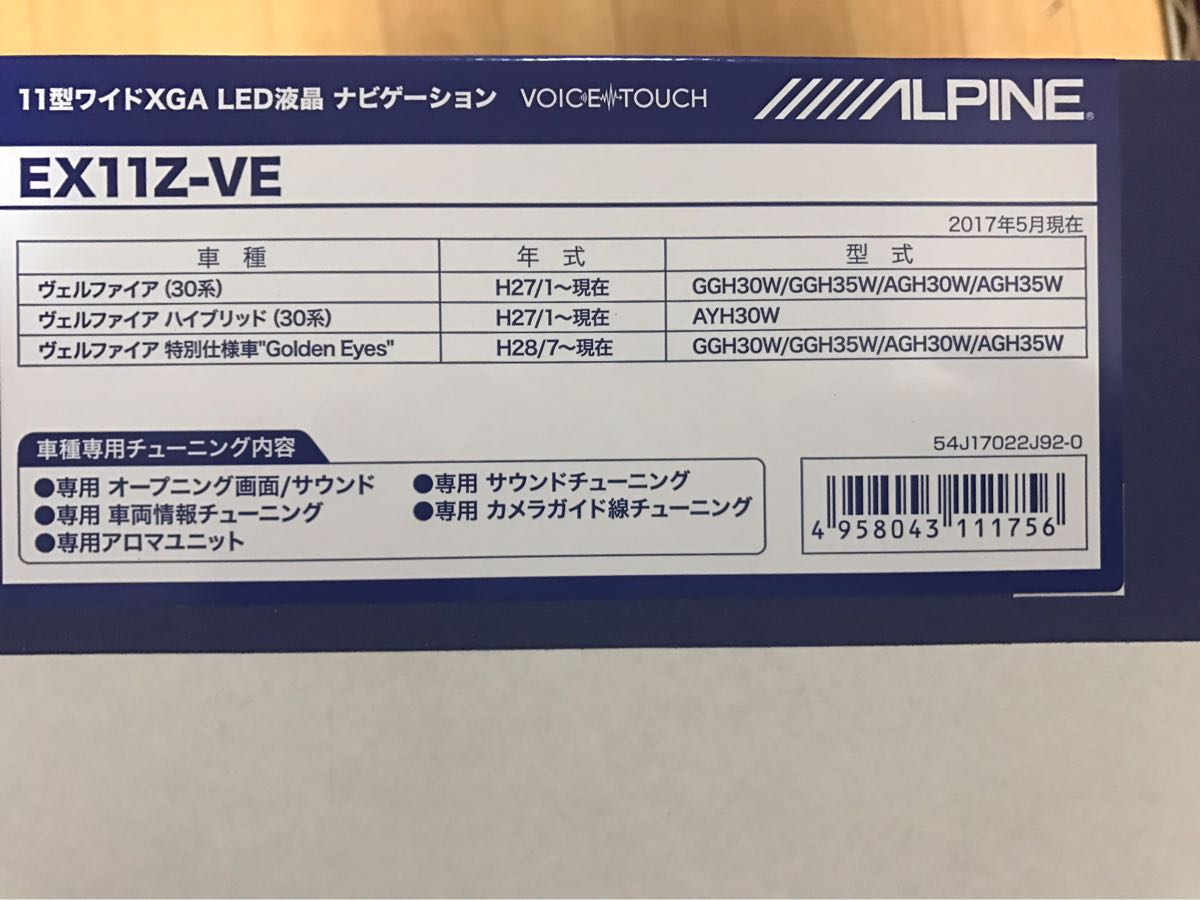 11型ワイドXGA LED液晶 ナビゲーション VOICE TOUCH ALPINE®
EX11Z-VE
2017年5月現在
車 種 年 式 型 式
ヴェルファイア (30系) H27/1~現在 GGH30W/GGH35W/AGH30W/AGH35W
ヴェルファイア ハイブリッド (30系) H27/1~現在 AYH30W
ヴェルファイア 特別仕様車"Golden Eyes" H28/7~現在 GGH30W/GGH35W/AGH30W/AGH35W
車種専用チューニング内容
●専用 オープニング画面/サウンド ●専用 サウンドチューニング
●専用 車両情報チューニング ●専用 カメラガイド線チューニング
●専用アロマユニット
54J17022J92-0
4 958043 111756